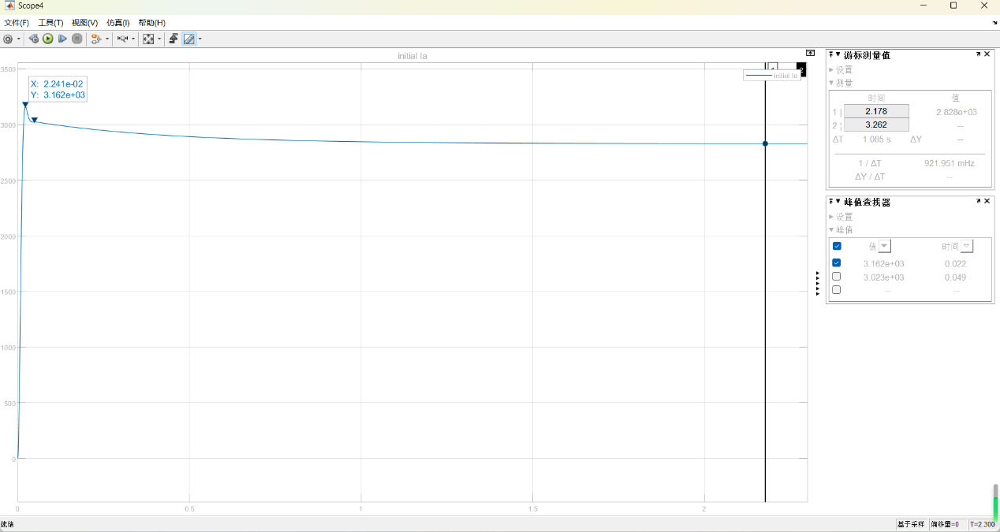 Scope4
文件(F) 工具(T) 视图(V) 仿真(I) 帮助(H)
initial Ia
X: 2.241e-02
Y: 3.162e+03
initial Ia
1
2
3500
3000
2500
2000
1500
1000
500
0
0 0.5 1 1.5 2
游标测量值
设置
测量
时间 值
1 | 2.178 2.828e+03
2 ¦ 3.262 --
ΔT 1.085 s ΔY --
1 / ΔT 921.951 mHz
ΔY / ΔT --
峰值查找器
设置
峰值
值 时间
3.162e+03 0.022
3.023e+03 0.049
-- --
就绪 基于采样 偏移量=0 T=2.300